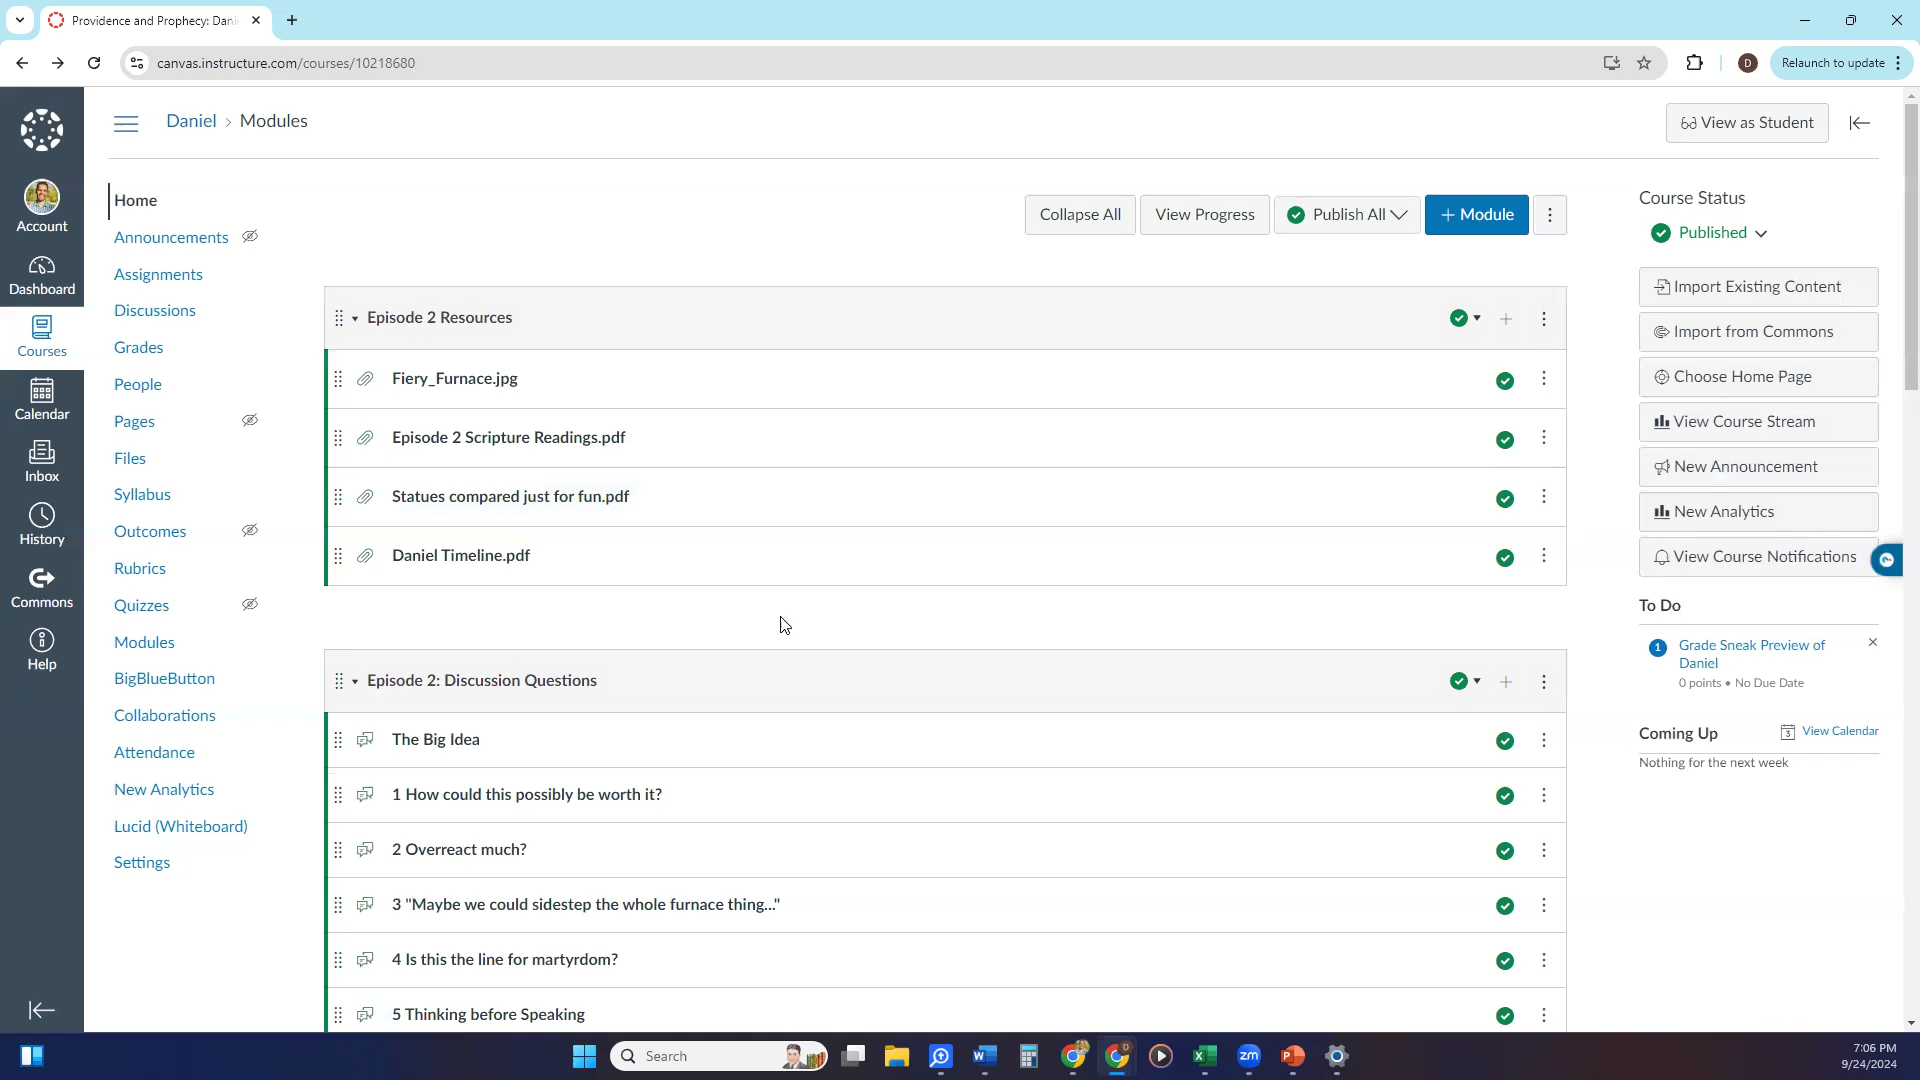 Providence and Prophecy: Dani
canvas.instructure.com/courses/10218680
D
Relaunch to update
Daniel > Modules
View as Student
Account
Dashboard
Courses
Calendar
Inbox
History
Commons
Help
Home
Announcements
Assignments
Discussions
Grades
People
Pages
Files
Syllabus
Outcomes
Rubrics
Quizzes
Modules
BigBlueButton
Collaborations
Attendance
New Analytics
Lucid (Whiteboard)
Settings
Collapse All
View Progress
Publish All
+ Module
Episode 2 Resources
Fiery_Furnace.jpg
Episode 2 Scripture Readings.pdf
Statues compared just for fun.pdf
Daniel Timeline.pdf
Episode 2: Discussion Questions
The Big Idea
1 How could this possibly be worth it?
2 Overreact much?
3 "Maybe we could sidestep the whole furnace thing..."
4 Is this the line for martyrdom?
5 Thinking before Speaking
Course Status
Published
Import Existing Content
Import from Commons
Choose Home Page
View Course Stream
New Announcement
New Analytics
View Course Notifications
To Do
1
Grade Sneak Preview of
Daniel
0 points • No Due Date
Coming Up
3
View Calendar
Nothing for the next week
Search
zm
7:06 PM
9/24/2024